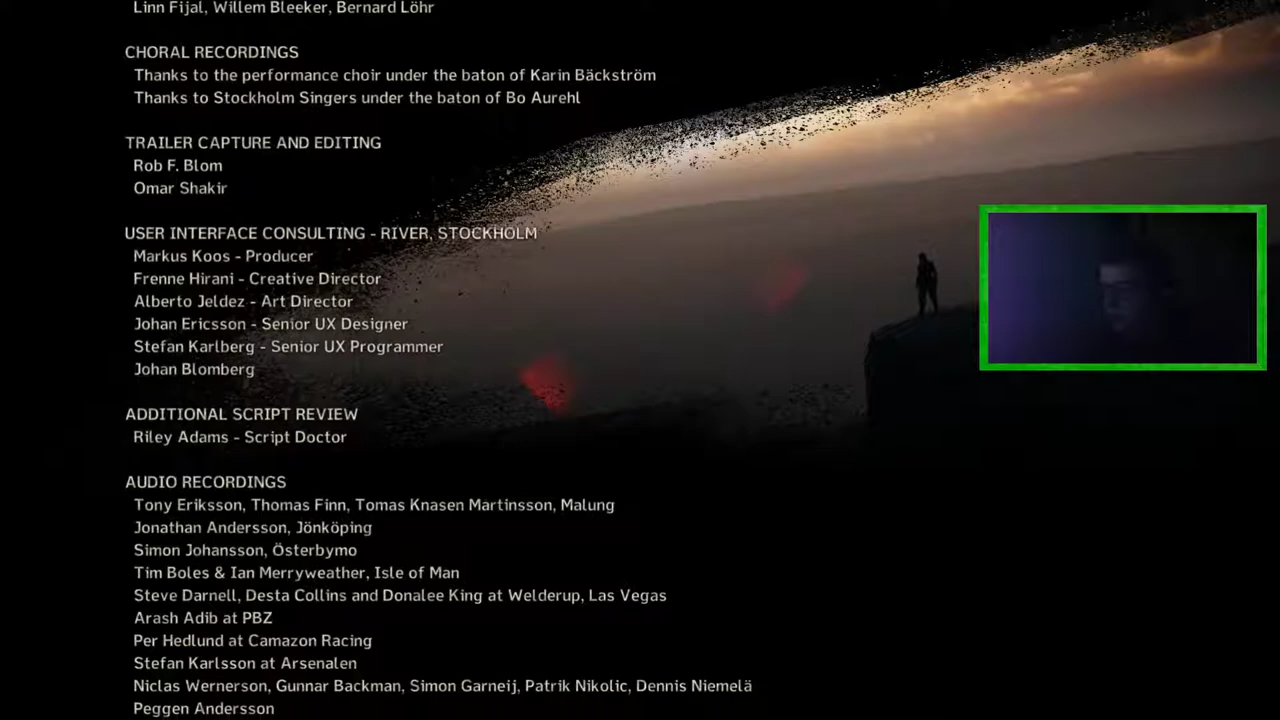 Linn Fijal, Willem Bleeker, Bernard Löhr
CHORAL RECORDINGS
Thanks to the performance choir under the baton of Karin Bäckström
Thanks to Stockholm Singers under the baton of Bo Aurehl
TRAILER CAPTURE AND EDITING
Rob F. Blom
Omar Shakir
USER INTERFACE CONSULTING - RIVER, STOCKHOLM
Markus Koos - Producer
Frenne Hirani - Creative Director
Alberto Jeldez - Art Director
Johan Ericsson - Senior UX Designer
Stefan Karlberg - Senior UX Programmer
Johan Blomberg
ADDITIONAL SCRIPT REVIEW
Riley Adams - Script Doctor
AUDIO RECORDINGS
Tony Eriksson, Thomas Finn, Tomas Knasen Martinsson, Malung
Jonathan Andersson, Jönköping
Simon Johansson, Österbymo
Tim Boles & Ian Merryweather, Isle of Man
Steve Darnell, Desta Collins and Donalee King at Welderup, Las Vegas
Arash Adib at PBZ
Per Hedlund at Camazon Racing
Stefan Karlsson at Arsenalen
Niclas Wernerson, Gunnar Backman, Simon Garneij, Patrik Nikolic, Dennis Niemelä
Peggen Andersson